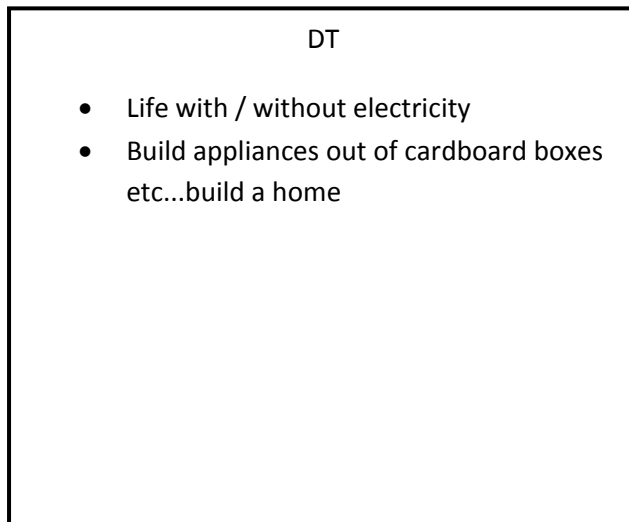 DT
• Life with / without electricity
• Build appliances out of cardboard boxes
etc...build a home